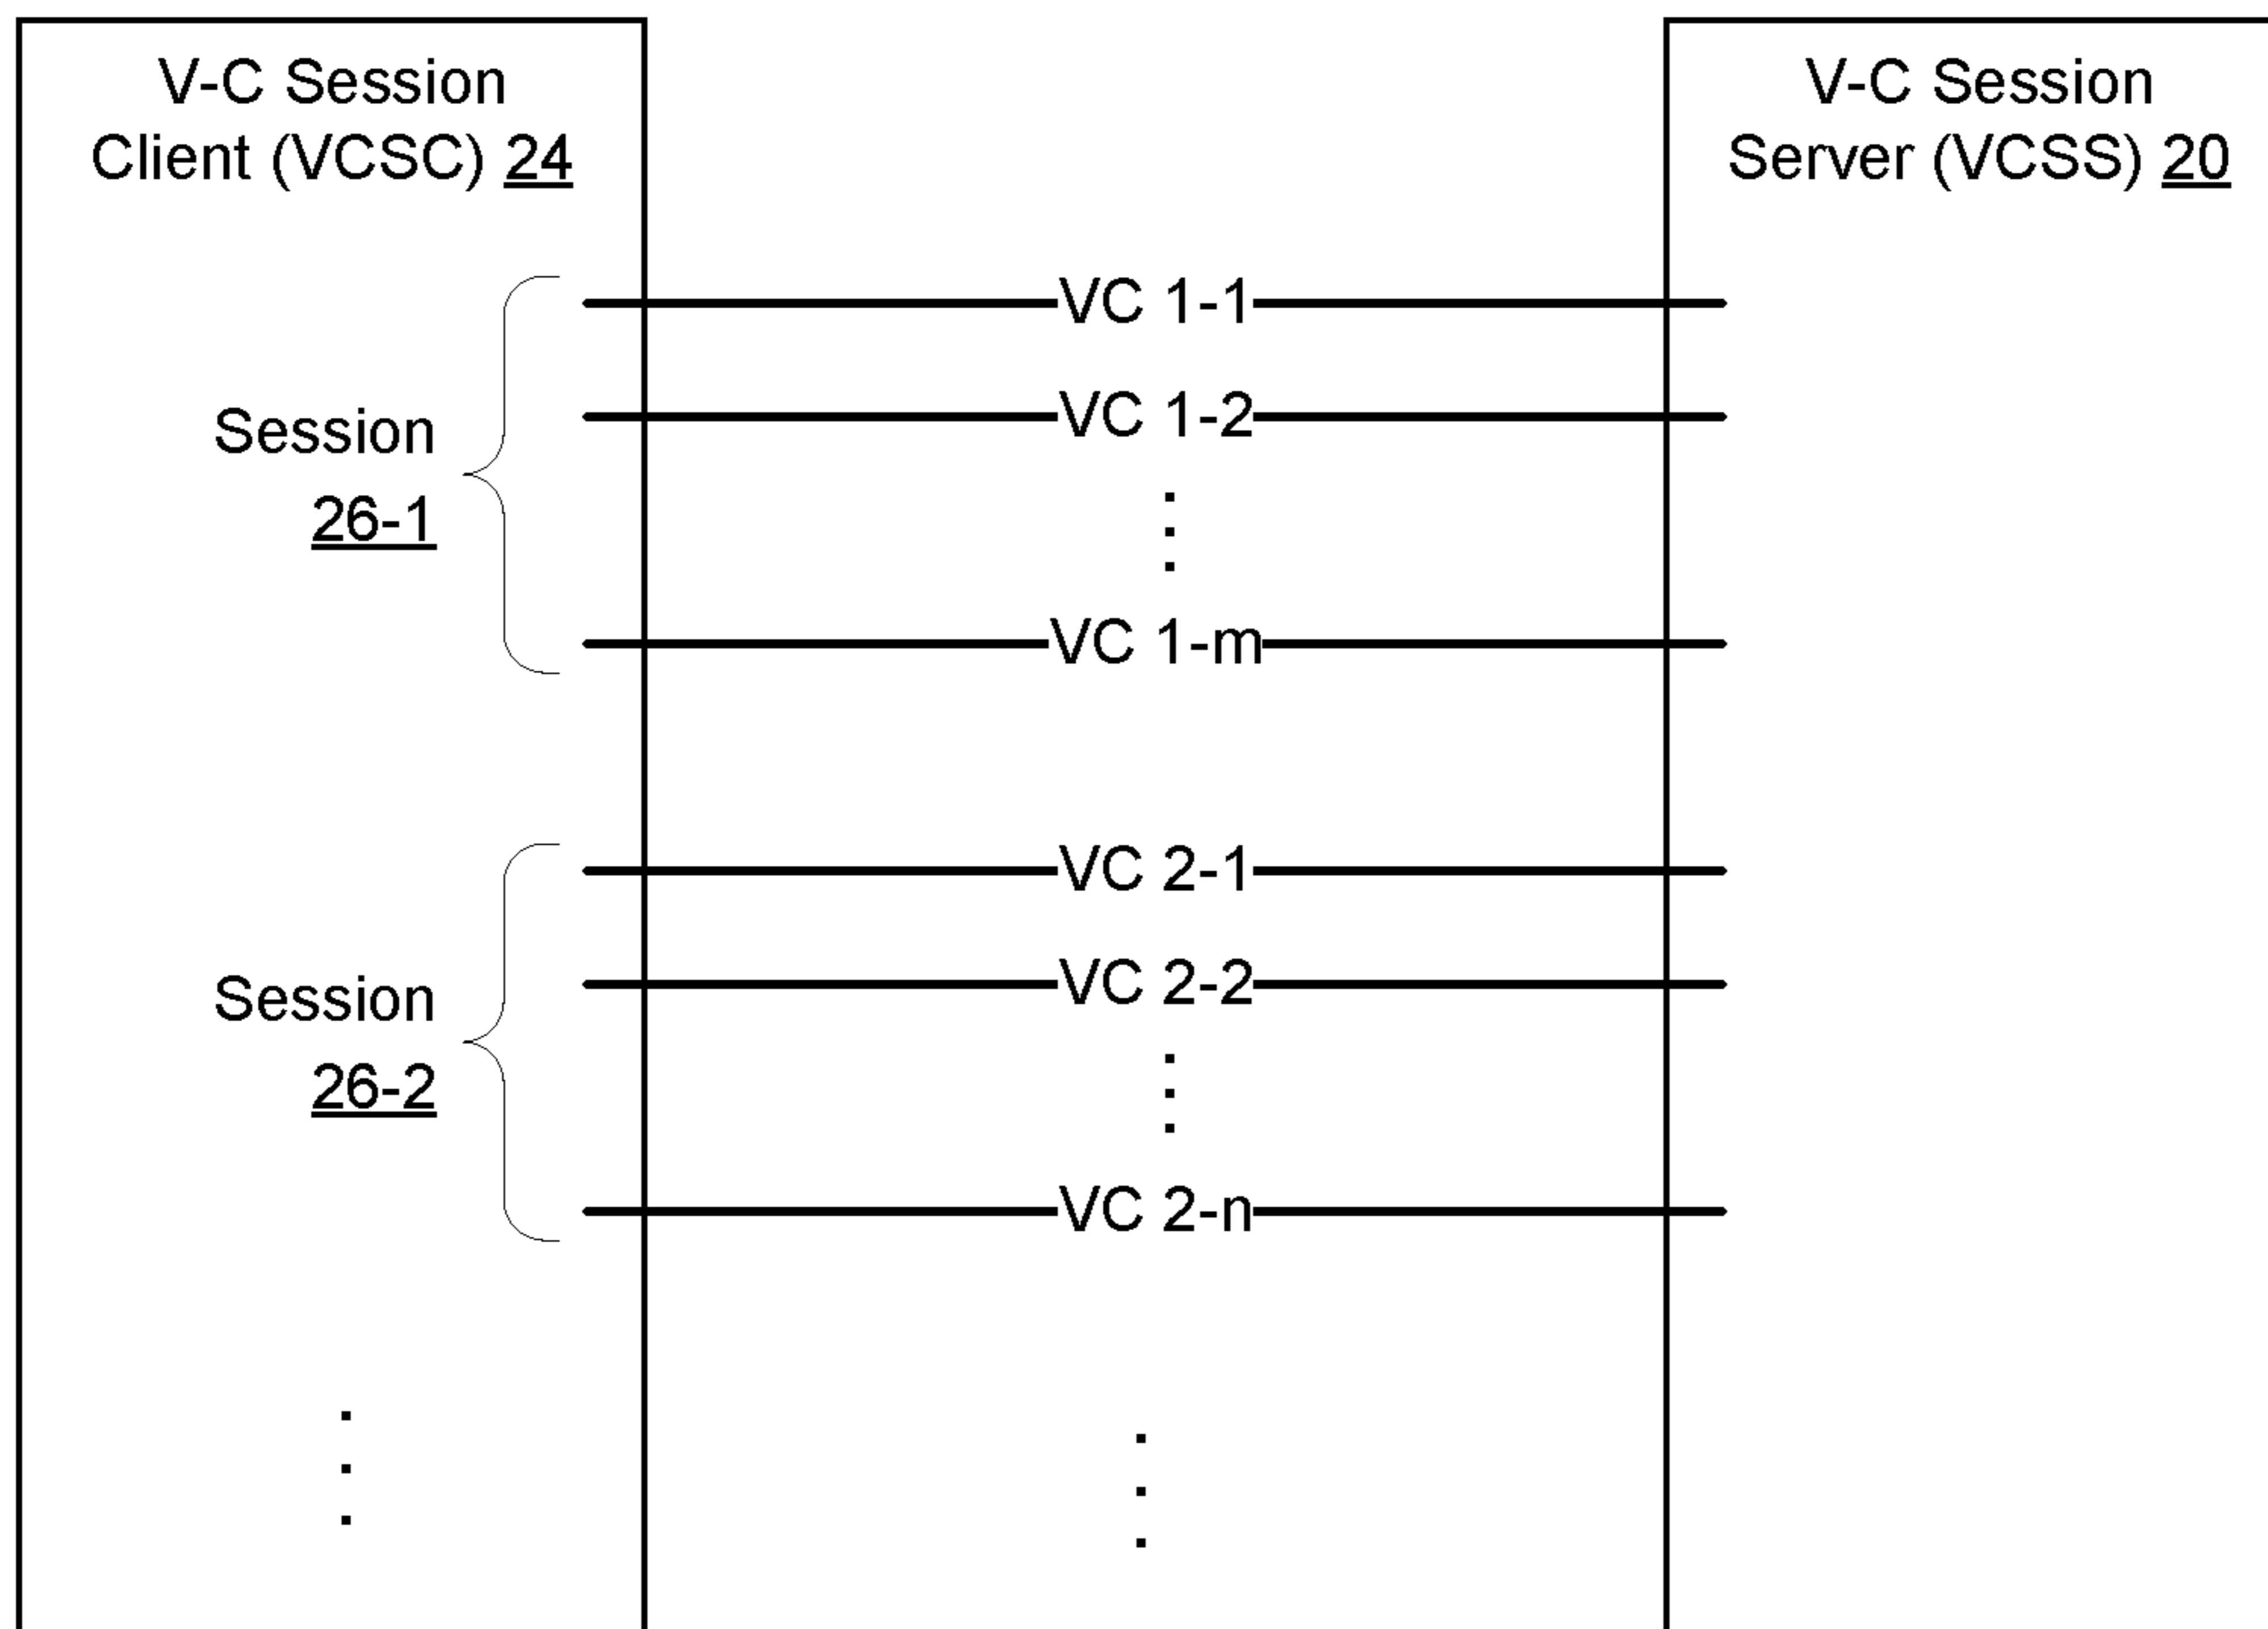 V-C Session
Client (VCSC) 24
V-C Session
Server (VCSS) 20
Session
26-1
VC 1-1
VC 1-2
VC 1-m
Session
26-2
VC 2-1
VC 2-2
VC 2-n